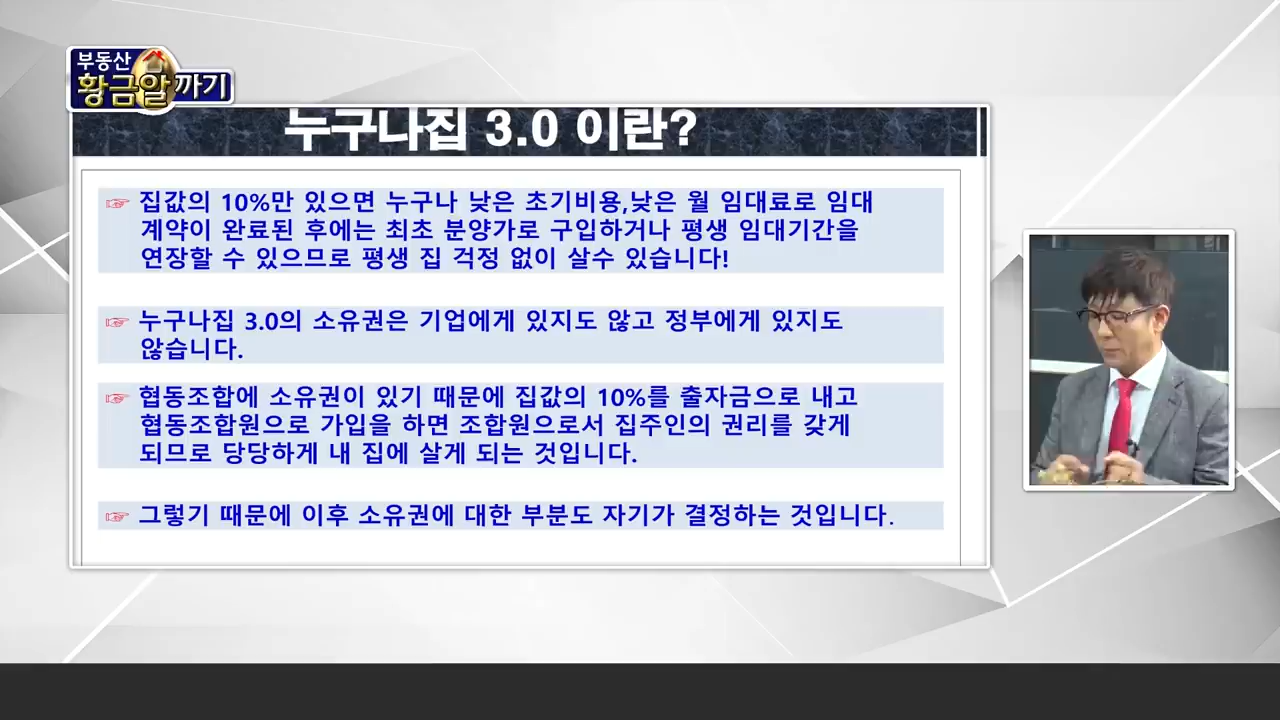 부동산
황금알까기
누구나집 3.0 이란?
☞ 집값의 10%만 있으면 누구나 낮은 초기비용,낮은 월 임대료로 임대
계약이 완료된 후에는 최초 분양가로 구입하거나 평생 임대기간을
연장할 수 있으므로 평생 집 걱정 없이 살수 있습니다!
☞ 누구나집 3.0의 소유권은 기업에게 있지도 않고 정부에게 있지도
않습니다.
☞ 협동조합에 소유권이 있기 때문에 집값의 10%를 출자금으로 내고
협동조합원으로 가입을 하면 조합원으로서 집주인의 권리를 갖게
되므로 당당하게 내 집에 살게 되는 것입니다.
☞ 그렇기 때문에 이후 소유권에 대한 부분도 자기가 결정하는 것입니다.